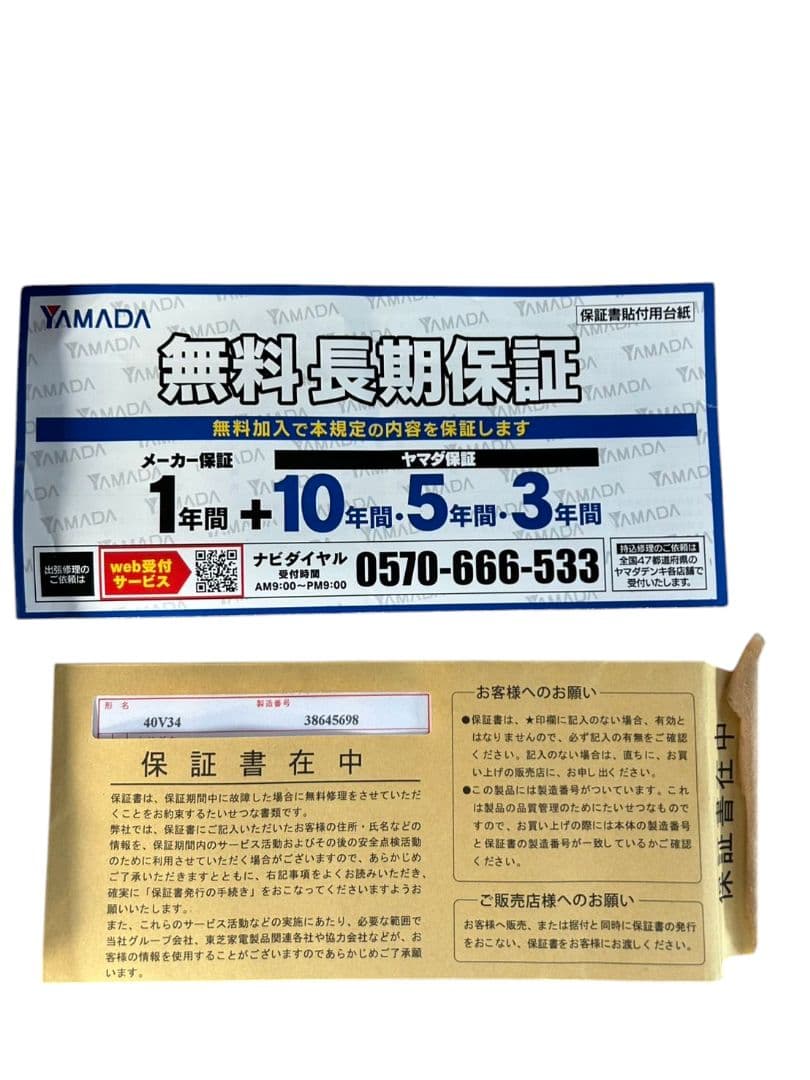 YAMADA
保証書貼付用台紙
無料長期保証
無料加入で本規定の内容を保証します
メーカー保証 ヤマダ保証
1年間+10年間・5年間・3年間
出張修理の
ご依頼は
web受付
サービス
ナビダイヤル
受付時間
AM9:00～PM9:00
0570-666-533
持込修理のご依頼は
全国47都道府県の
ヤマダデンキ各店舗で
受付いたします。
形名 製造番号
40V34 38645698
保証書在中
保証書は、保証期間中に故障した場合に無料修理をさせていただ
くことをお約束するたいせつな書類です。
弊社では、保証書にご記入いただいたお客様の住所・氏名などの
情報を、保証期間内のサービス活動およびその後の安全点検活動
のために利用させていただく場合がございますので、あらかじめ
ご了承いただきますとともに、右記事項をよくお読みいただき、
確実に「保証書発行の手続き」をおこなってくださいますようお
願いいたします。
また、これらのサービス活動などの実施にあたり、必要な範囲で
当社グループ会社、東芝家電製品関連各社や協力会社などが、お
客様の情報を使用することがございますのであらかじめご了承願
います。
お客様へのお願い
●保証書は、★印欄に記入のない場合、有効と
はなりませんので、必ず記入の有無をご確認
ください。記入のない場合は、直ちに、お買
い上げの販売店に、お申し出ください。
●この製品には製造番号がついています。これ
は製品の品質管理のためにたいせつなもので
すので、お買い上げの際には本体の製造番号
と保証書の製造番号が一致しているかご確認
ください。
ご販売店様へのお願い
お客様へ販売、または据付と同時に保証書の発行
をおこない、保証書をお客様にお渡しください。
保証書在中